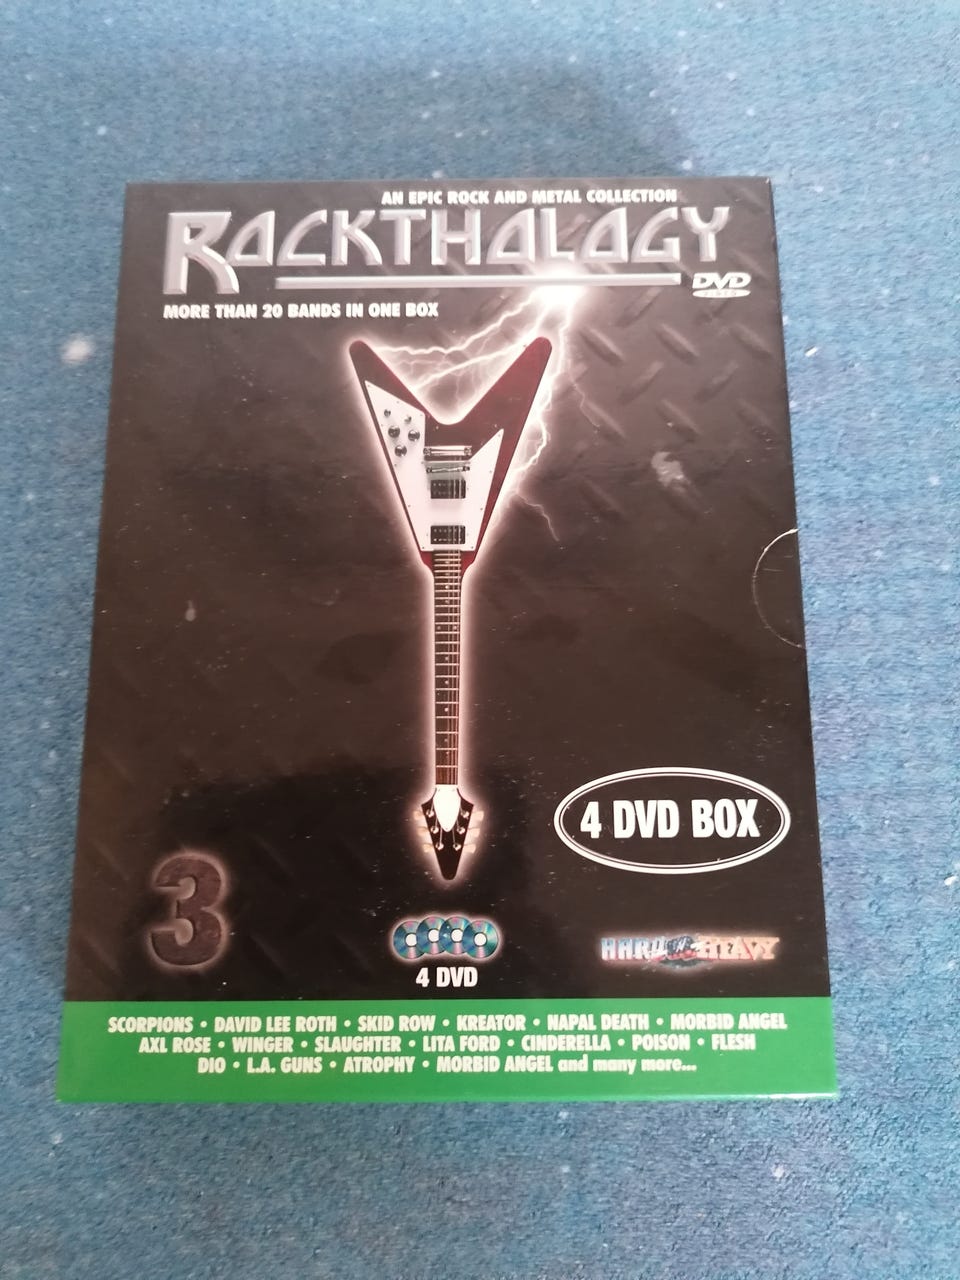 AN EPIC ROCK AND METAL COLLECTION
ROCKTHOLOGY
DVD
MORE THAN 20 BANDS IN ONE BOX
4 DVD BOX
3
4 DVD
HARD 'N' HEAVY
SCORPIONS • DAVID LEE ROTH • SKID ROW • KREATOR • NAPAL DEATH • MORBID ANGEL
AXL ROSE • WINGER • SLAUGHTER • LITA FORD • CINDERELLA • POISON • FLESH
DIO • L.A. GUNS • ATROPHY • MORBID ANGEL and many more...